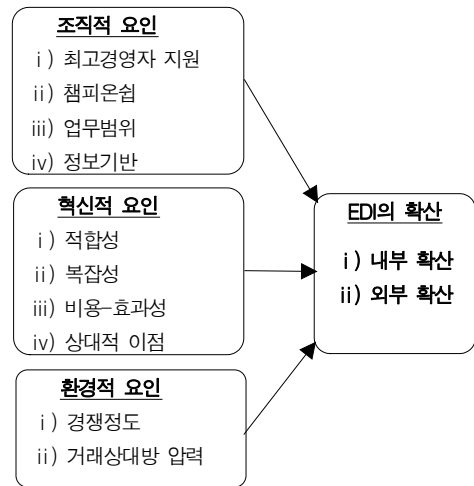 조직적 요인
ⅰ) 최고경영자 지원
ⅱ) 챔피온쉽
ⅲ) 업무범위
ⅳ) 정보기반
혁신적 요인
ⅰ) 적합성
ⅱ) 복잡성
ⅲ) 비용-효과성
ⅳ) 상대적 이점
환경적 요인
ⅰ) 경쟁정도
ⅱ) 거래상대방 압력
EDI의 확산
ⅰ) 내부 확산
ⅱ) 외부 확산